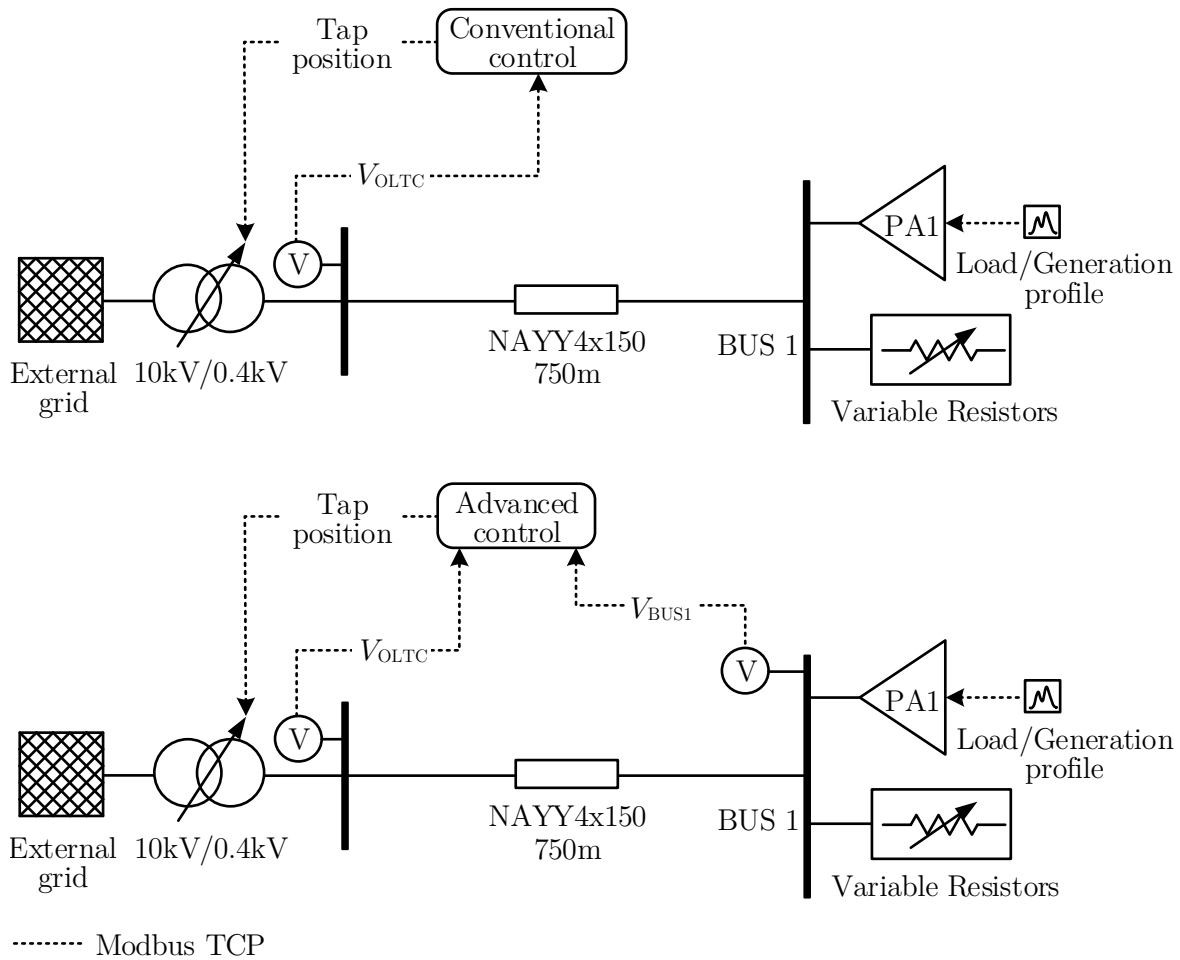 Tap
position
Conventional
control
V_OLTC
V
PA1
Load/Generation
profile
External
grid
10kV/0.4kV
NAYY4x150
750m
BUS 1
Variable Resistors
Tap
position
Advanced
control
V_BUS1
V_OLTC
V
V
PA1
Load/Generation
profile
External
grid
10kV/0.4kV
NAYY4x150
750m
BUS 1
Variable Resistors
Modbus TCP